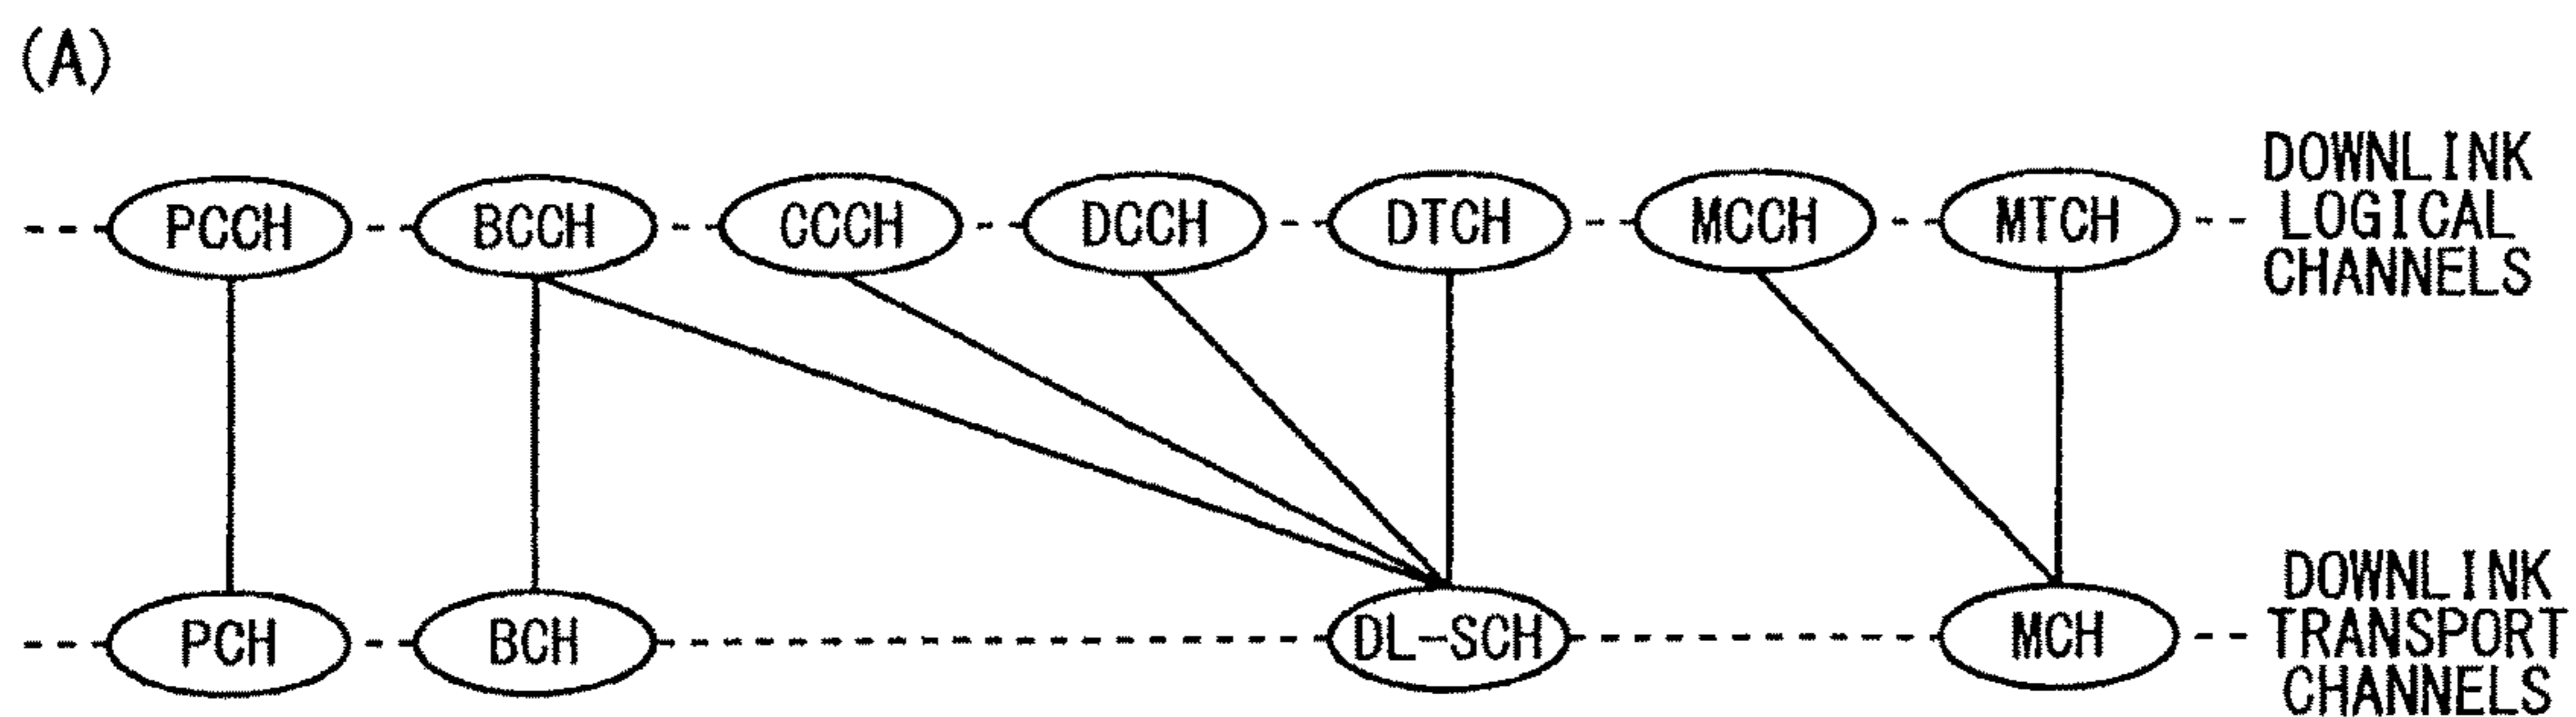 (A)
PCCH BCCH CCCH DCCH DTCH MCCH MTCH
DOWNLINK
LOGICAL
CHANNELS
PCH BCH DL-SCH MCH
DOWNLINK
TRANSPORT
CHANNELS